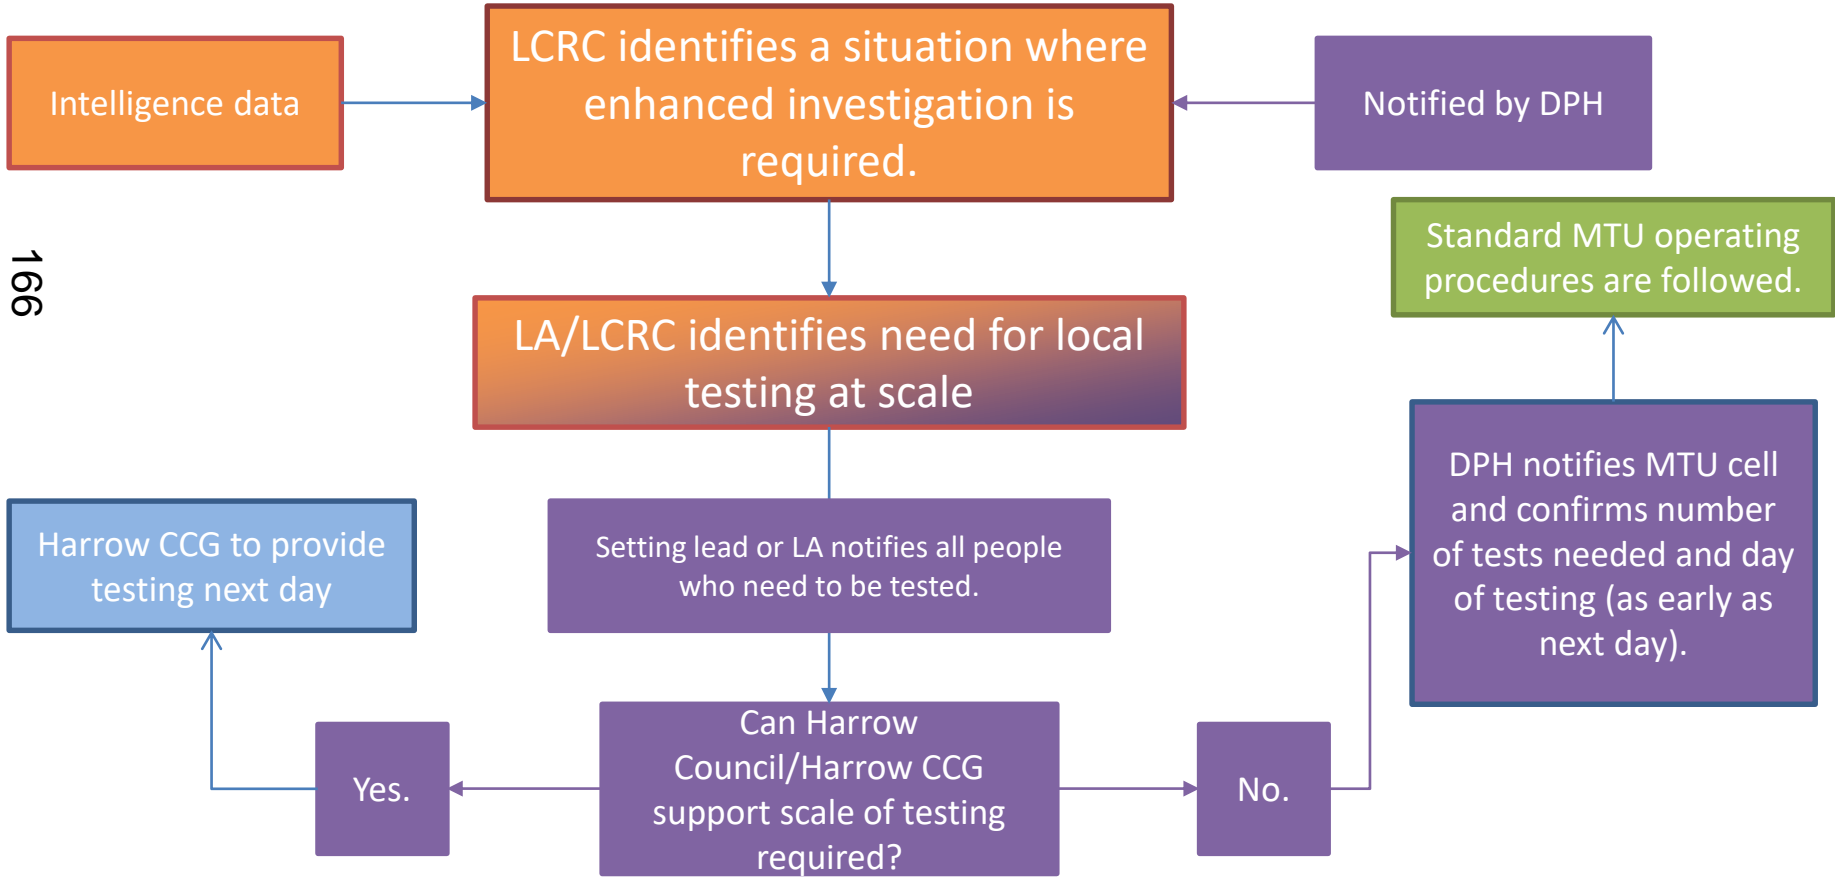 Intelligence data
LCRC identifies a situation where
enhanced investigation is
required.
Notified by DPH
Standard MTU operating
procedures are followed.
166
LA/LCRC identifies need for local
testing at scale
DPH notifies MTU cell
and confirms number
of tests needed and day
of testing (as early as
next day).
Harrow CCG to provide
testing next day
Setting lead or LA notifies all people
who need to be tested.
Yes.
Can Harrow
Council/Harrow CCG
support scale of testing
required?
No.